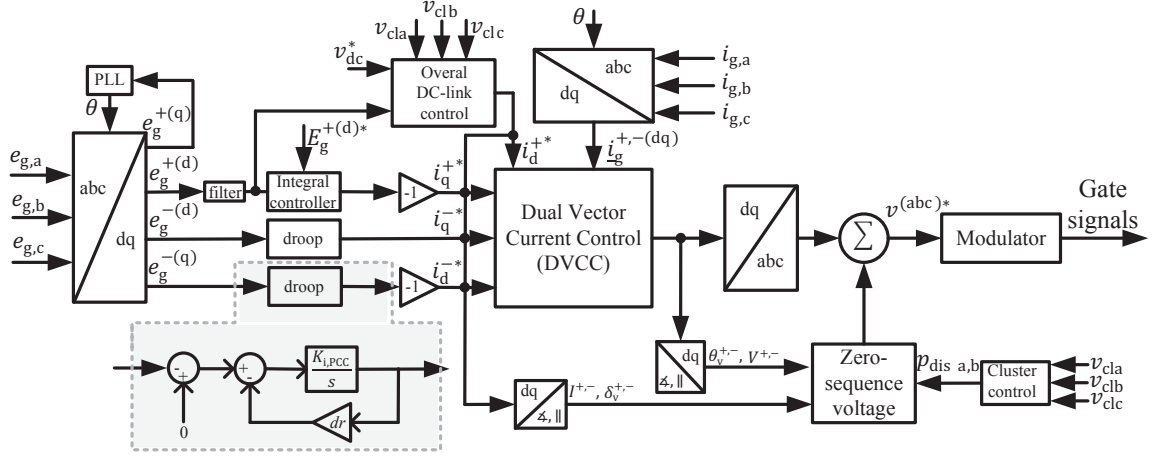 v_clb
v_cla
v_clc
v*_dc
Overal
DC-link
control
θ
abc
dq
i_g,a
i_g,b
i_g,c
PLL
θ
e_g^+(q)
e_g,a
e_g,b
e_g,c
abc
dq
e_g^+(d)
e_g^-(d)
e_g^-(q)
filter
E_g^+(d)*
Integral
controller
-1
droop
droop
-1
i_q^+*
i_q^-*
i_d^-*
i_d^+*
i_g^+,-(dq)
Dual Vector
Current Control
(DVCC)
dq
abc
∑
v^(abc)*
Modulator
Gate
signals
dq
∡, ||
θ_v^+,-, V^+,-
dq
∡, ||
I^+,-, δ_v^+,-
Zero-
sequence
voltage
p_dis a,b
Cluster
control
v_cla
v_clb
v_clc
- +
0
+ -
K_i,PCC
s
dr